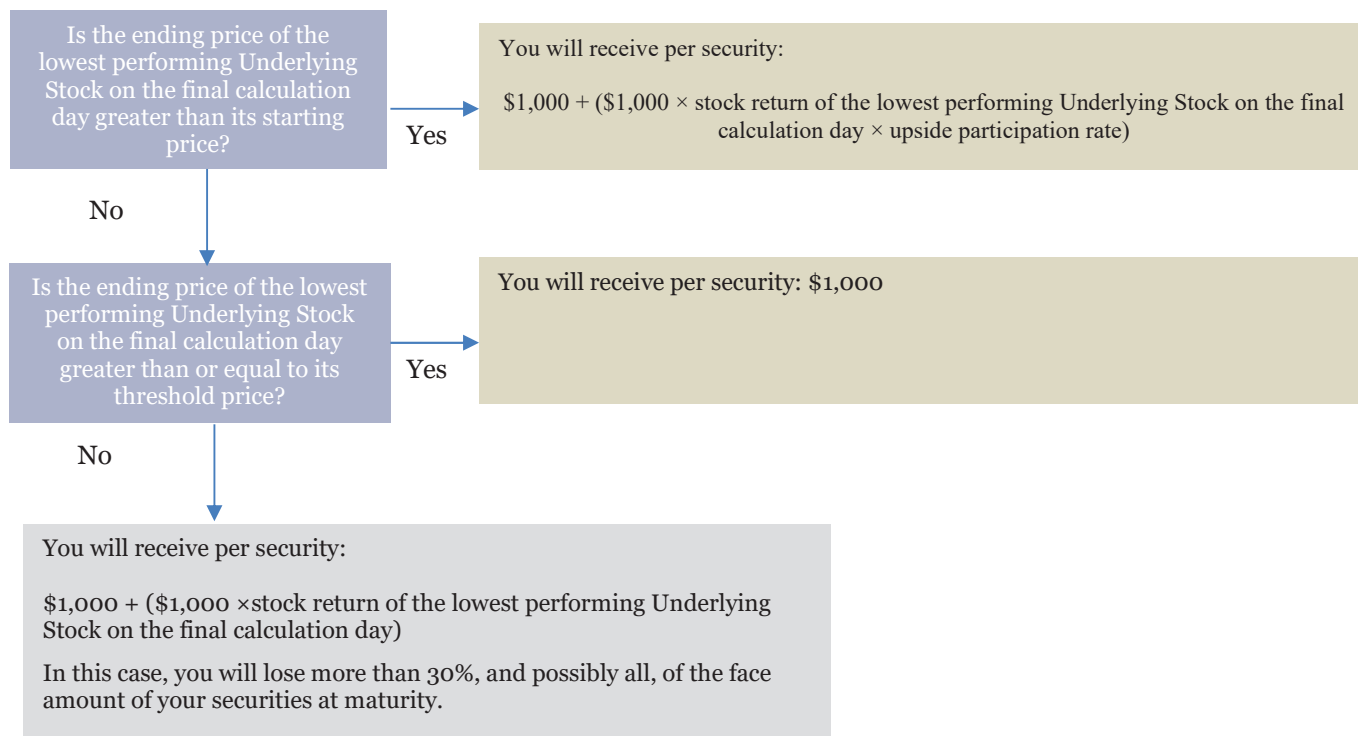 Is the ending price of the
lowest performing Underlying
Stock on the final calculation
day greater than its starting
price?
Yes
You will receive per security:
$1,000 + ($1,000 × stock return of the lowest performing Underlying Stock on the final
calculation day × upside participation rate)
No
Is the ending price of the lowest
performing Underlying Stock
on the final calculation day
greater than or equal to its
threshold price?
Yes
You will receive per security: $1,000
No
You will receive per security:
$1,000 + ($1,000 ×stock return of the lowest performing Underlying
Stock on the final calculation day)
In this case, you will lose more than 30%, and possibly all, of the face
amount of your securities at maturity.